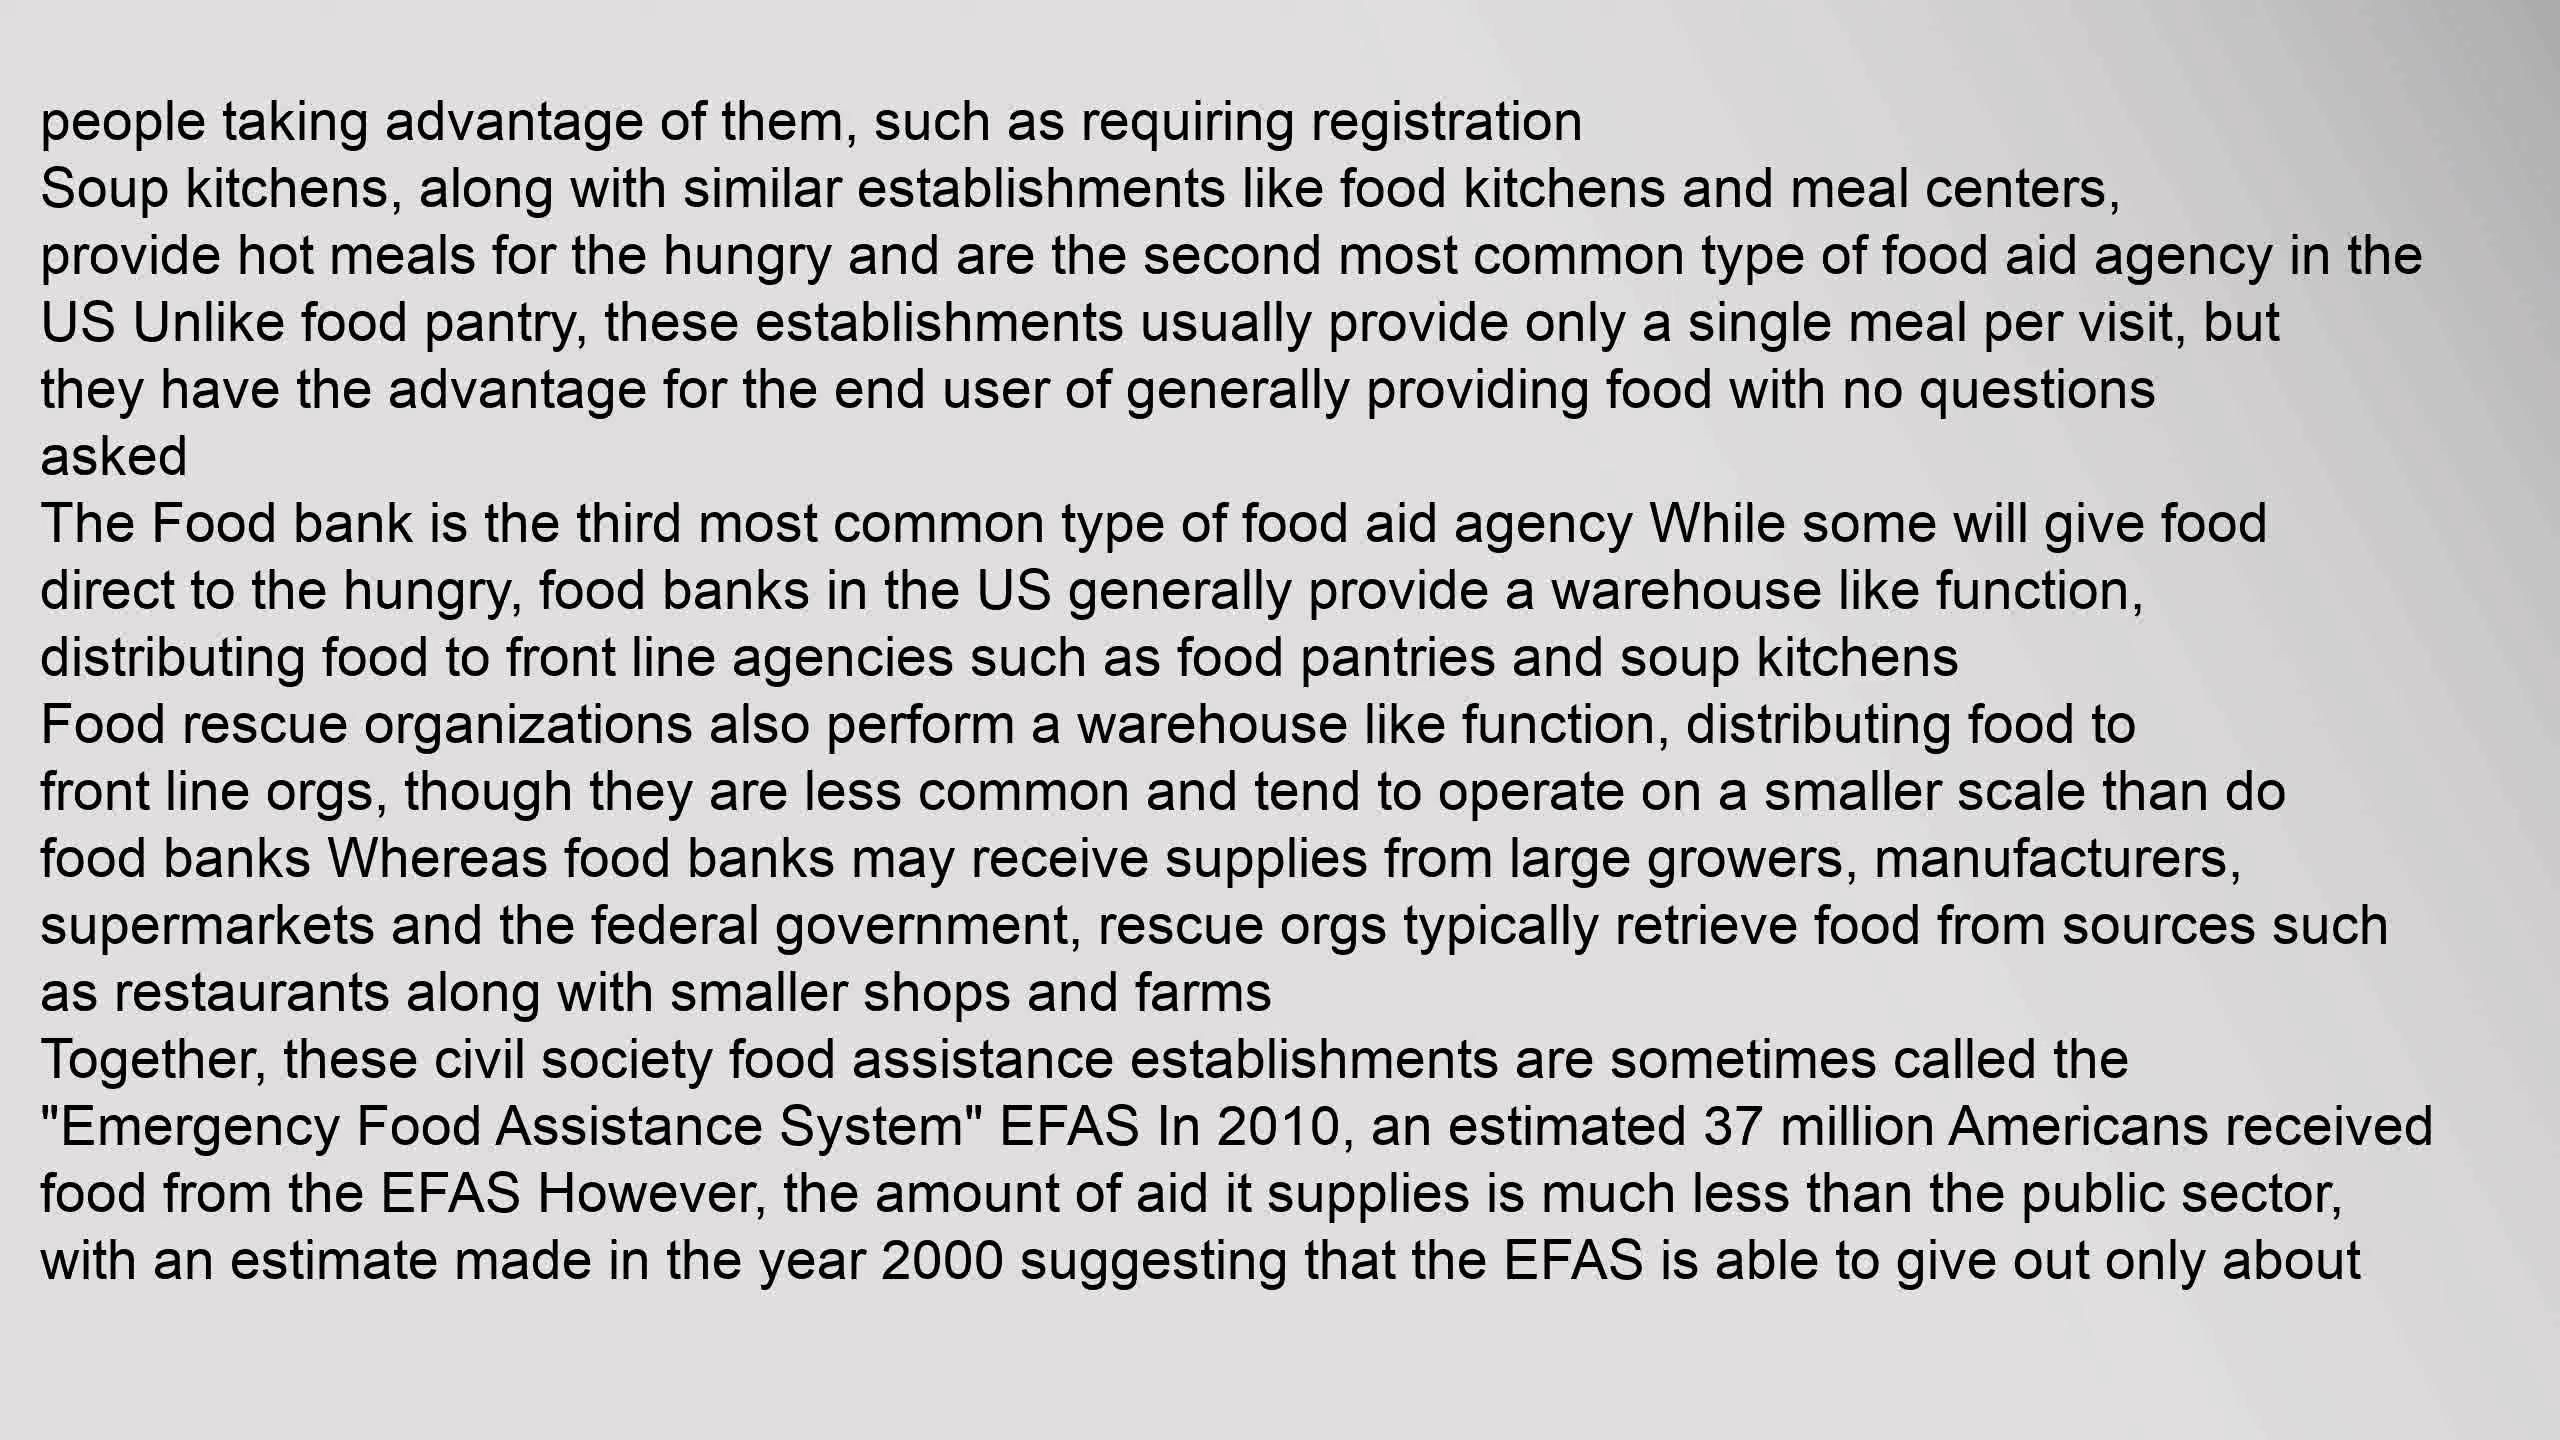 people taking advantage of them, such as requiring registration
Soup kitchens, along with similar establishments like food kitchens and meal centers,
provide hot meals for the hungry and are the second most common type of food aid agency in the
US Unlike food pantry, these establishments usually provide only a single meal per visit, but
they have the advantage for the end user of generally providing food with no questions
asked
The Food bank is the third most common type of food aid agency While some will give food
direct to the hungry, food banks in the US generally provide a warehouse like function,
distributing food to front line agencies such as food pantries and soup kitchens
Food rescue organizations also perform a warehouse like function, distributing food to
front line orgs, though they are less common and tend to operate on a smaller scale than do
food banks Whereas food banks may receive supplies from large growers, manufacturers,
supermarkets and the federal government, rescue orgs typically retrieve food from sources such
as restaurants along with smaller shops and farms
Together, these civil society food assistance establishments are sometimes called the
"Emergency Food Assistance System" EFAS In 2010, an estimated 37 million Americans received
food from the EFAS However, the amount of aid it supplies is much less than the public sector,
with an estimate made in the year 2000 suggesting that the EFAS is able to give out only about